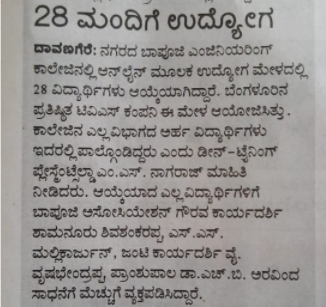 28 ಮಂದಿಗೆ ಉದ್ಯೋಗ
ದಾವಣಗೆರೆ: ನಗರದ ಬಾಪೂಜಿ ಎಂಜಿನಿಯರಿಂಗ್
ಕಾಲೇಜಿನಲ್ಲಿ ಆನ್‌ಲೈನ್ ಮೂಲಕ ಉದ್ಯೋಗ ಮೇಳದಲ್ಲಿ
28 ವಿದ್ಯಾರ್ಥಿಗಳು ಆಯ್ಕೆಯಾಗಿದ್ದಾರೆ. ಬೆಂಗಳೂರಿನ
ಪ್ರತಿಷ್ಠಿತ ಟಿವಿಎಸ್ ಕಂಪನಿ ಈ ಮೇಳ ಆಯೋಜಿಸಿತ್ತು.
ಕಾಲೇಜಿನ ಎಲ್ಲ ವಿಭಾಗದ ಅರ್ಹ ವಿದ್ಯಾರ್ಥಿಗಳು
ಇದರಲ್ಲಿ ಪಾಲ್ಗೊಂಡಿದ್ದರು ಎಂದು ಡೀನ್-ಟ್ರೈನಿಂಗ್
ಎಂ.ಎಸ್. ನಾಗರಾಜ್ ಮಾಹಿತಿ
ನೀಡಿದರು. ಆಯ್ಕೆಯಾದ ಎಲ್ಲ ವಿದ್ಯಾರ್ಥಿಗಳಿಗೆ
ಬಾಪೂಜಿ ಅಸೋಸಿಯೇಶನ್ ಗೌರವ ಕಾರ್ಯದರ್ಶಿ
ಶಾಮನೂರು ಶಿವಶಂಕರಪ್ಪ, ಎಸ್.ಎಸ್.
ಮಲ್ಲಿಕಾರ್ಜುನ್, ಜಂಟಿ ಕಾರ್ಯದರ್ಶಿ ವೈ.
ವೃಷಭೇಂದ್ರಪ್ಪ, ಪ್ರಾಂಶುಪಾಲ ಡಾ.ಎಚ್.ಬಿ. ಅರವಿಂದ
ಸಾಧನೆಗೆ ಮೆಚ್ಚುಗೆ ವ್ಯಕ್ತಪಡಿಸಿದ್ದಾರೆ.